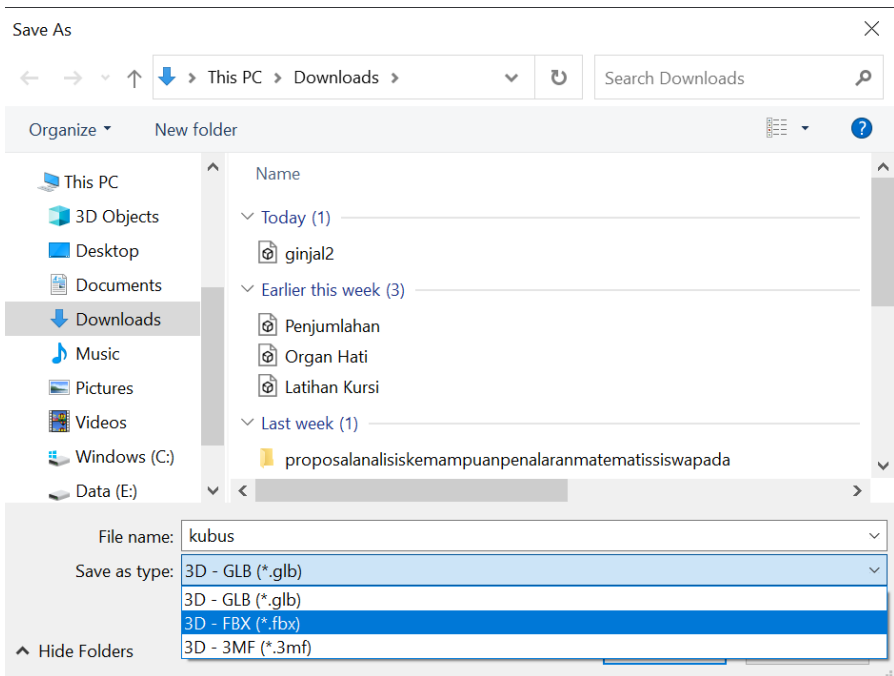 Save As
This PC > Downloads >
Search Downloads
Organize
New folder
This PC
3D Objects
Desktop
Documents
Downloads
Music
Pictures
Videos
Windows (C:)
Data (E:)
Name
Today (1)
ginjal2
Earlier this week (3)
Penjumlahan
Organ Hati
Latihan Kursi
Last week (1)
proposalanalisiskemampuanpenalaranmatematissiswapada
File name: kubus
Save as type: 3D - GLB (*.glb)
3D - GLB (*.glb)
3D - FBX (*.fbx)
3D - 3MF (*.3mf)
Hide Folders